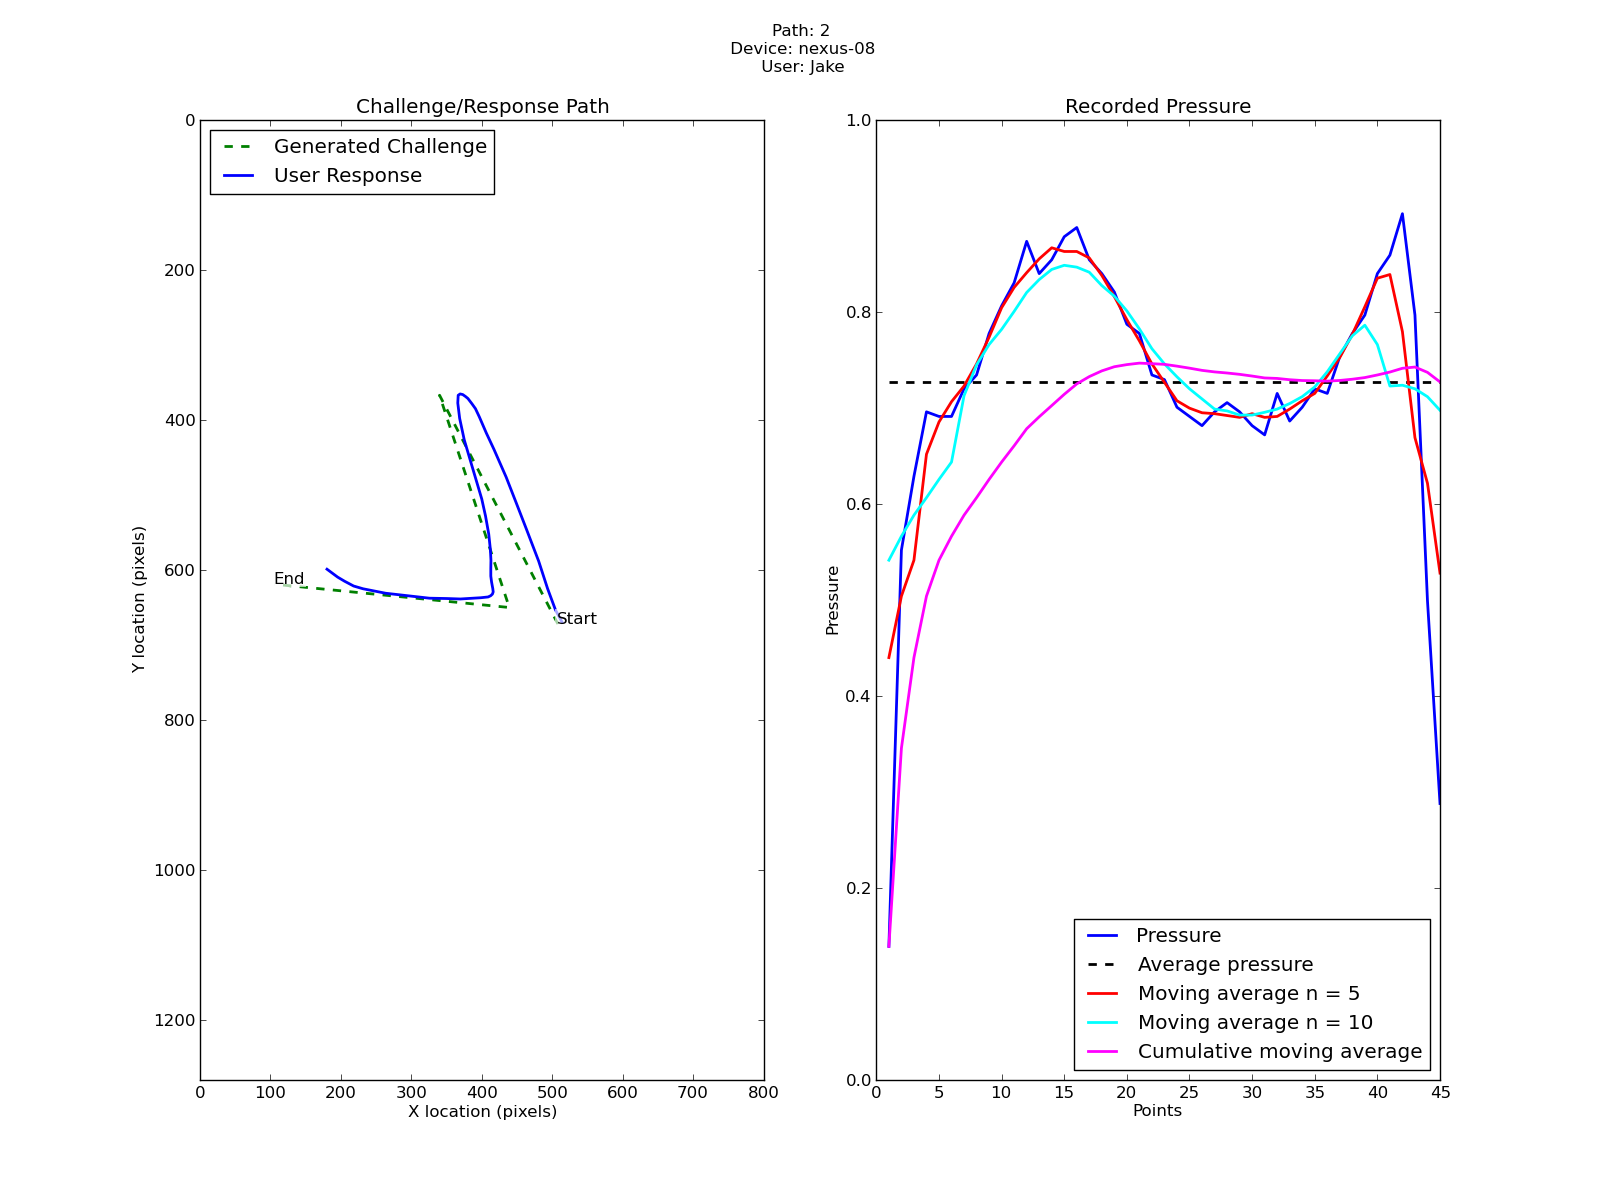 Path: 2
Device: nexus-08
User: Jake
Challenge/Response Path
0
200
400
600
800
1000
1200
Y location (pixels)
Generated Challenge
User Response
End
Start
0 100 200 300 400 500 600 700 800
X location (pixels)
Recorded Pressure
1.0
0.8
0.6
0.4
0.2
0.0
Pressure
Pressure
Average pressure
Moving average n = 5
Moving average n = 10
Cumulative moving average
0 5 10 15 20 25 30 35 40 45
Points